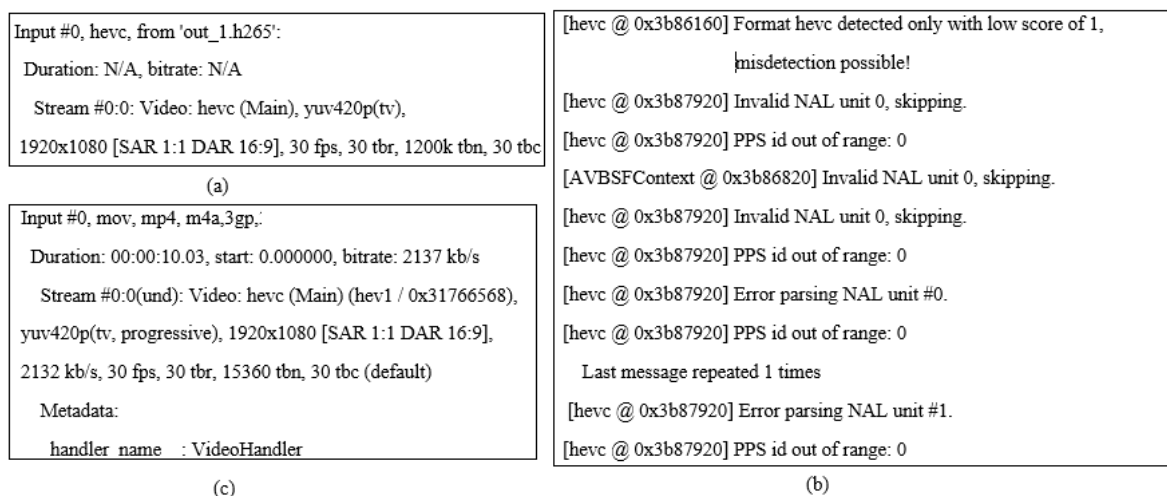 Input #0, hevc, from 'out_1.h265':
Duration: N/A, bitrate: N/A
Stream #0:0: Video: hevc (Main), yuv420p(tv),
1920x1080 [SAR 1:1 DAR 16:9], 30 fps, 30 tbr, 1200k tbn, 30 tbc
(a)
Input #0, mov, mp4, m4a,3gp,
Duration: 00:00:10.03, start: 0.000000, bitrate: 2137 kb/s
Stream #0:0(und): Video: hevc (Main) (hev1 / 0x31766568),
yuv420p(tv, progressive), 1920x1080 [SAR 1:1 DAR 16:9],
2132 kb/s, 30 fps, 30 tbr, 15360 tbn, 30 tbc (default)
Metadata:
handler_name : VideoHandler
(c)
[hevc @ 0x3b86160] Format hevc detected only with low score of 1,
misdetection possible!
[hevc @ 0x3b87920] Invalid NAL unit 0, skipping.
[hevc @ 0x3b87920] PPS id out of range: 0
[AVBSFContext @ 0x3b86820] Invalid NAL unit 0, skipping.
[hevc @ 0x3b87920] Invalid NAL unit 0, skipping.
[hevc @ 0x3b87920] PPS id out of range: 0
[hevc @ 0x3b87920] Error parsing NAL unit #0.
[hevc @ 0x3b87920] PPS id out of range: 0
Last message repeated 1 times
[hevc @ 0x3b87920] Error parsing NAL unit #1.
[hevc @ 0x3b87920] PPS id out of range: 0
(b)